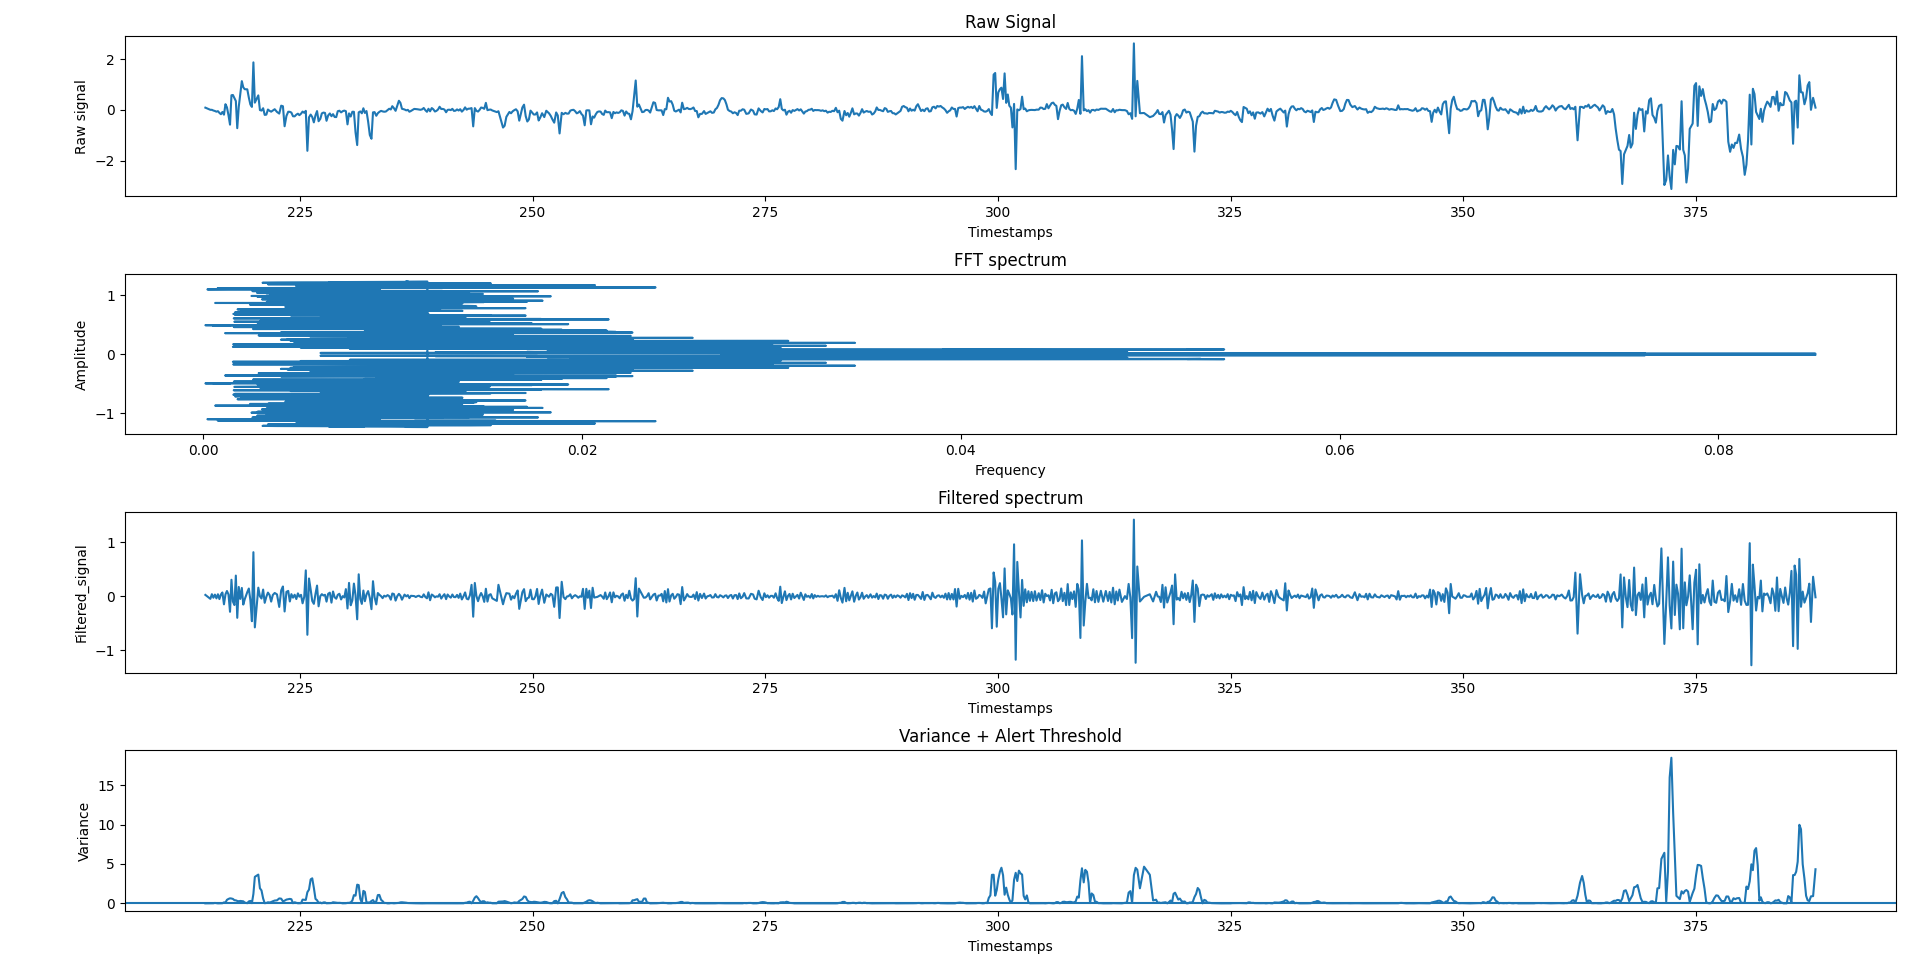 Raw Signal
Raw signal
2
0
−2
225 250 275 300 325 350 375
Timestamps
FFT spectrum
Amplitude
1
0
−1
0.00 0.02 0.04 0.06 0.08
Frequency
Filtered spectrum
Filtered_signal
1
0
−1
225 250 275 300 325 350 375
Timestamps
Variance + Alert Threshold
Variance
15
10
5
0
225 250 275 300 325 350 375
Timestamps